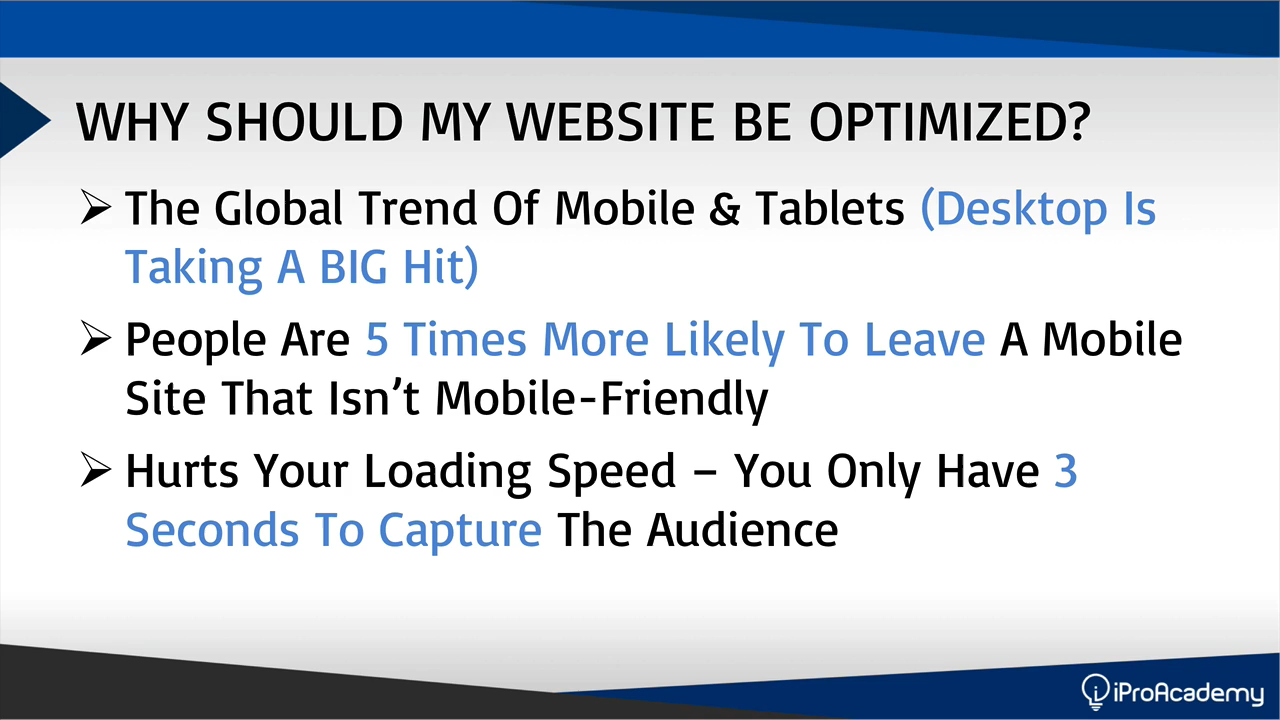 WHY SHOULD MY WEBSITE BE OPTIMIZED?
The Global Trend Of Mobile & Tablets (Desktop Is
Taking A BIG Hit)
People Are 5 Times More Likely To Leave A Mobile
Site That Isn’t Mobile-Friendly
Hurts Your Loading Speed – You Only Have 3
Seconds To Capture The Audience
iProAcademy